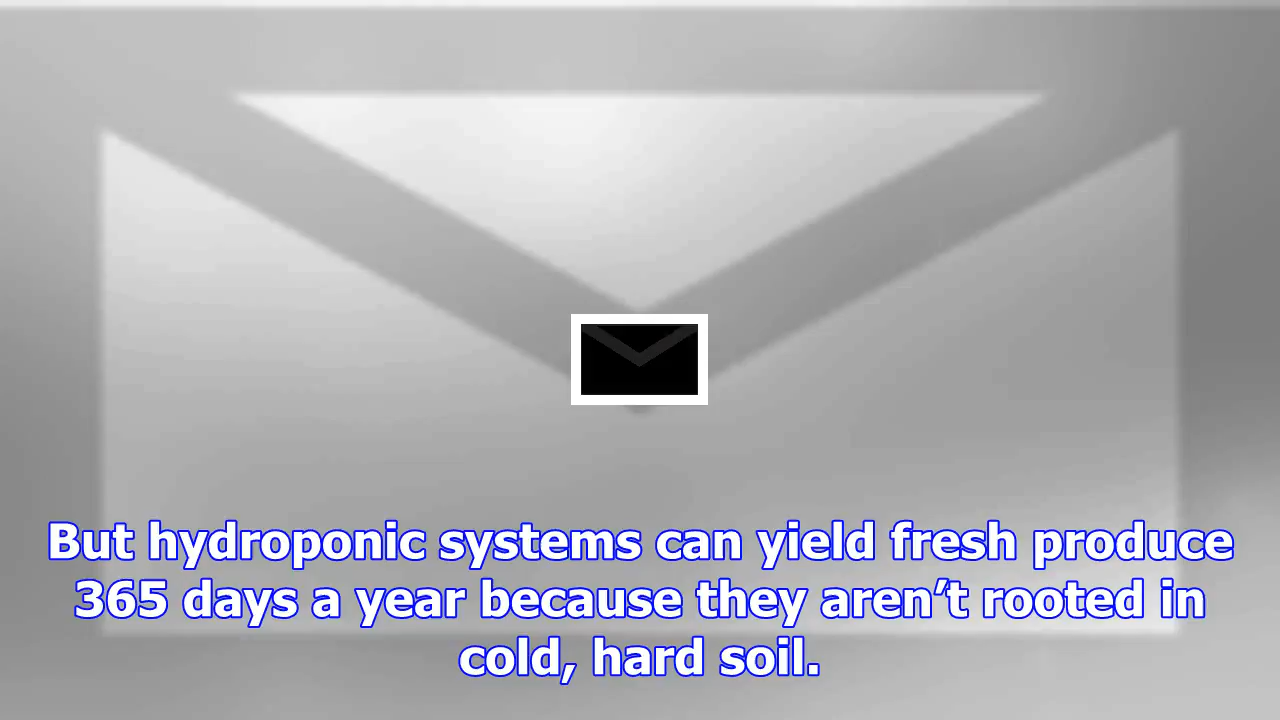 But hydroponic systems can yield fresh produce
365 days a year because they aren’t rooted in
cold, hard soil.